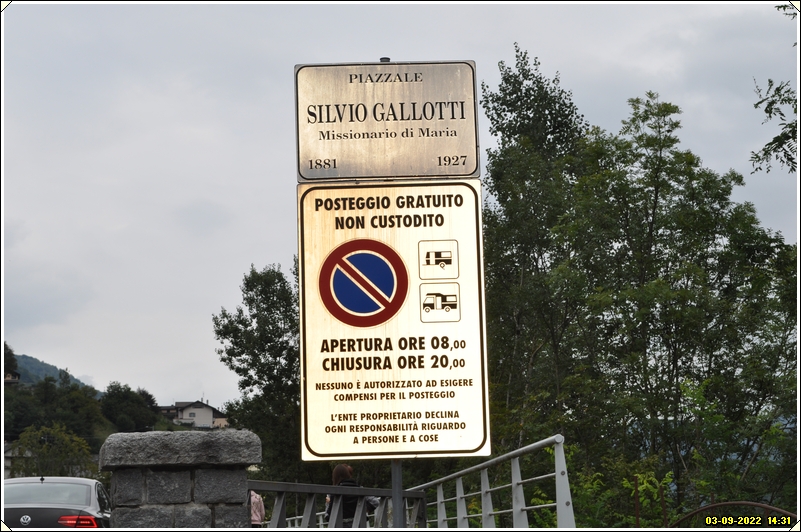 PIAZZALE
SILVIO GALLOTTI
Missionario di Maria
1881 1927
POSTEGGIO GRATUITO
NON CUSTODITO
APERTURA ORE 08,00
CHIUSURA ORE 20,00
NESSUNO È AUTORIZZATO AD ESIGERE
COMPENSI PER IL POSTEGGIO
L'ENTE PROPRIETARIO DECLINA
OGNI RESPONSABILITÀ RIGUARDO
A PERSONE E A COSE
03-09-2022 14:31